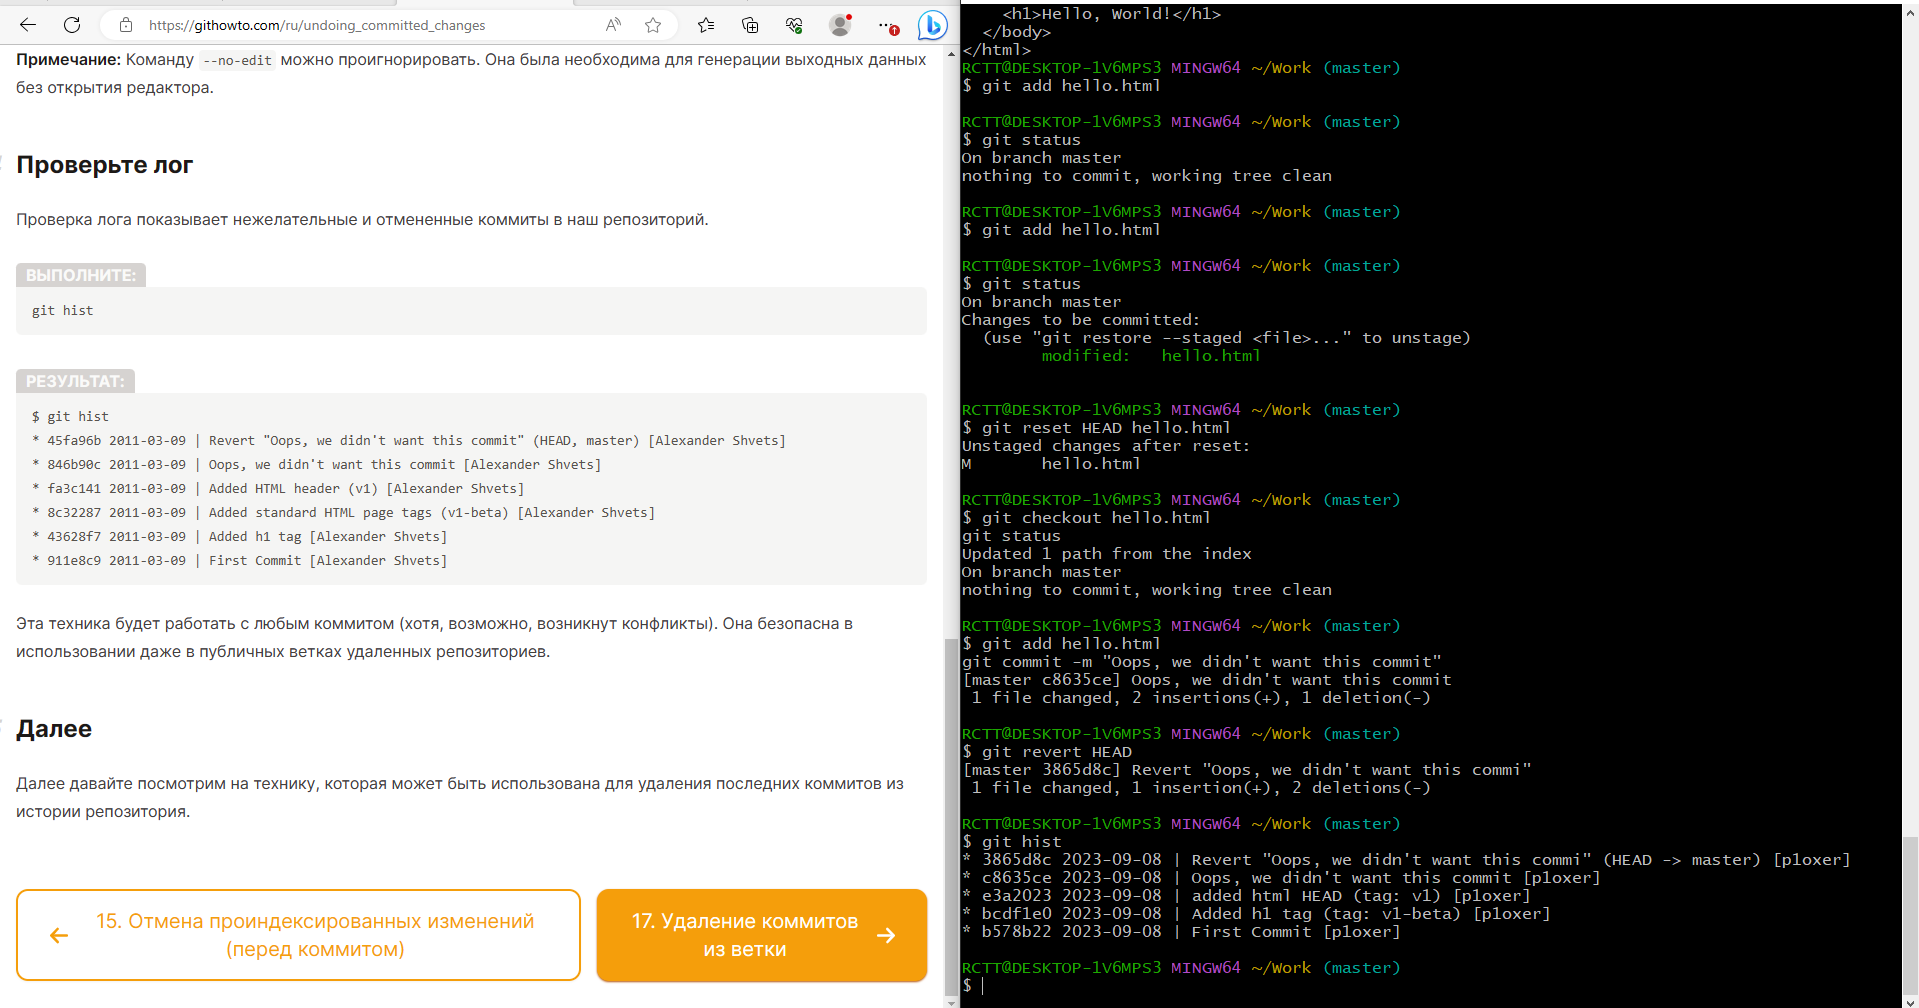 https://githowto.com/ru/undoing_committed_changes
Примечание: Команду --no-edit можно проигнорировать. Она была необходима для генерации выходных данных
без открытия редактора.
Проверьте лог
Проверка лога показывает нежелательные и отмененные коммиты в наш репозиторий.
ВЫПОЛНИТЕ:
git hist
РЕЗУЛЬТАТ:
$ git hist
* 45fa96b 2011-03-09 | Revert "Oops, we didn't want this commit" (HEAD, master) [Alexander Shvets]
* 846b90c 2011-03-09 | Oops, we didn't want this commit [Alexander Shvets]
* fa3c141 2011-03-09 | Added HTML header (v1) [Alexander Shvets]
* 8c32287 2011-03-09 | Added standard HTML page tags (v1-beta) [Alexander Shvets]
* 43628f7 2011-03-09 | Added h1 tag [Alexander Shvets]
* 911e8c9 2011-03-09 | First Commit [Alexander Shvets]
Эта техника будет работать с любым коммитом (хотя, возможно, возникнут конфликты). Она безопасна в
использовании даже в публичных ветках удаленных репозиториев.
Далее
Далее давайте посмотрим на технику, которая может быть использована для удаления последних коммитов из
истории репозитория.
15. Отмена проиндексированных изменений
(перед коммитом)
17. Удаление коммитов
из ветки
<h1>Hello, World!</h1>
</body>
</html>
RCTT@DESKTOP-1V6MPS3 MINGW64 ~/Work (master)
$ git add hello.html
RCTT@DESKTOP-1V6MPS3 MINGW64 ~/Work (master)
$ git status
On branch master
nothing to commit, working tree clean
RCTT@DESKTOP-1V6MPS3 MINGW64 ~/Work (master)
$ git add hello.html
RCTT@DESKTOP-1V6MPS3 MINGW64 ~/Work (master)
$ git status
On branch master
Changes to be committed:
(use "git restore --staged <file>..." to unstage)
modified:   hello.html
RCTT@DESKTOP-1V6MPS3 MINGW64 ~/Work (master)
$ git reset HEAD hello.html
Unstaged changes after reset:
M       hello.html
RCTT@DESKTOP-1V6MPS3 MINGW64 ~/Work (master)
$ git checkout hello.html
git status
Updated 1 path from the index
On branch master
nothing to commit, working tree clean
RCTT@DESKTOP-1V6MPS3 MINGW64 ~/Work (master)
$ git add hello.html
git commit -m "Oops, we didn't want this commit"
[master c8635ce] Oops, we didn't want this commit
1 file changed, 2 insertions(+), 1 deletion(-)
RCTT@DESKTOP-1V6MPS3 MINGW64 ~/Work (master)
$ git revert HEAD
[master 3865d8c] Revert "Oops, we didn't want this commi"
1 file changed, 1 insertion(+), 2 deletions(-)
RCTT@DESKTOP-1V6MPS3 MINGW64 ~/Work (master)
$ git hist
* 3865d8c 2023-09-08 | Revert "Oops, we didn't want this commi" (HEAD -> master) [p1oxer]
* c8635ce 2023-09-08 | Oops, we didn't want this commit [p1oxer]
* e3a2023 2023-09-08 | added html HEAD (tag: v1) [p1oxer]
* bcdf1e0 2023-09-08 | Added h1 tag (tag: v1-beta) [p1oxer]
* b578b22 2023-09-08 | First Commit [p1oxer]
RCTT@DESKTOP-1V6MPS3 MINGW64 ~/Work (master)
$